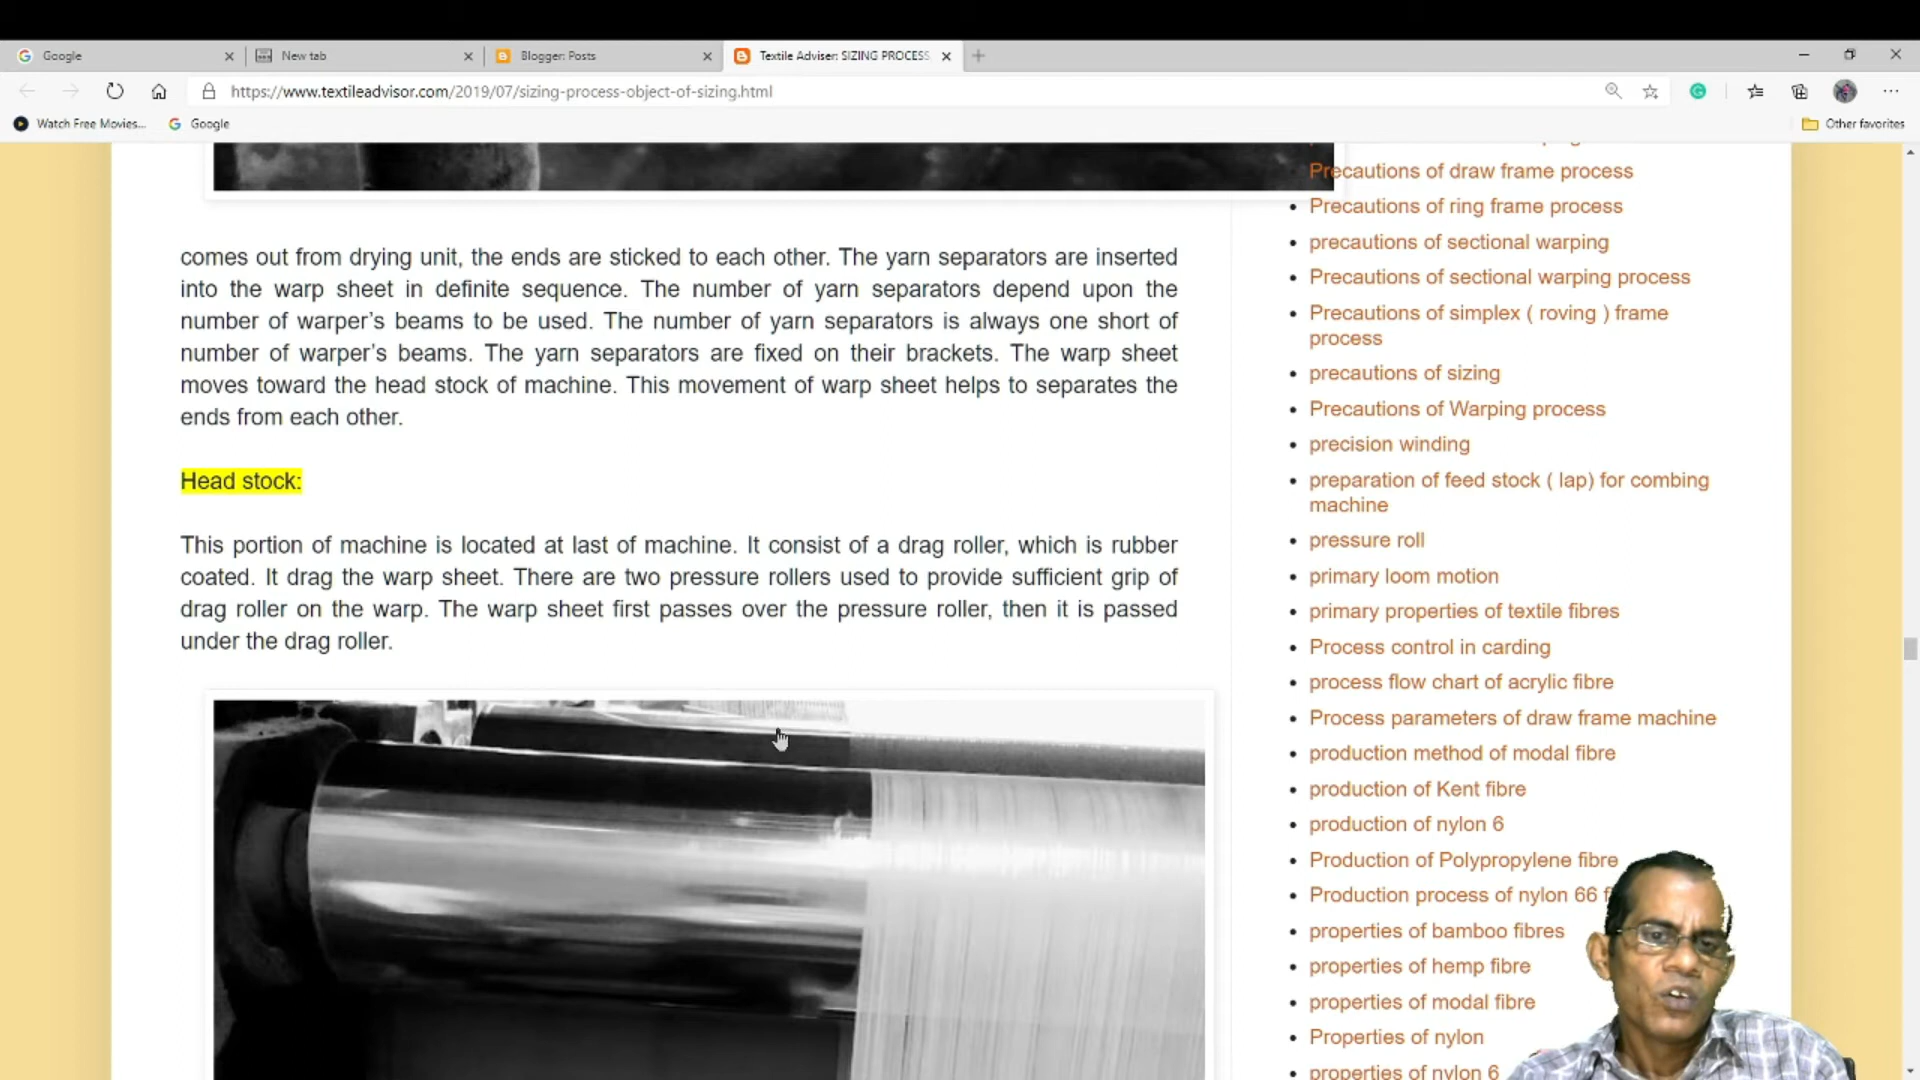 Google
New tab
Blogger: Posts
Textile Adviser: SIZING PROCESS
https://www.textileadvisor.com/2019/07/sizing-process-object-of-sizing.html
Watch Free Movies...
Google
Other favorites
comes out from drying unit, the ends are sticked to each other. The yarn separators are inserted
into the warp sheet in definite sequence. The number of yarn separators depend upon the
number of warper's beams to be used. The number of yarn separators is always one short of
number of warper's beams. The yarn separators are fixed on their brackets. The warp sheet
moves toward the head stock of machine. This movement of warp sheet helps to separates the
ends from each other.
Head stock:
This portion of machine is located at last of machine. It consist of a drag roller, which is rubber
coated. It drag the warp sheet. There are two pressure rollers used to provide sufficient grip of
drag roller on the warp. The warp sheet first passes over the pressure roller, then it is passed
under the drag roller.
Precautions of draw frame process
Precautions of ring frame process
precautions of sectional warping
Precautions of sectional warping process
Precautions of simplex ( roving ) frame
process
precautions of sizing
Precautions of Warping process
precision winding
preparation of feed stock ( lap) for combing
machine
pressure roll
primary loom motion
primary properties of textile fibres
Process control in carding
process flow chart of acrylic fibre
Process parameters of draw frame machine
production method of modal fibre
production of Kent fibre
production of nylon 6
Production of Polypropylene fibre
Production process of nylon 66
properties of bamboo fibres
properties of hemp fibre
properties of modal fibre
Properties of nylon
properties of nylon 6